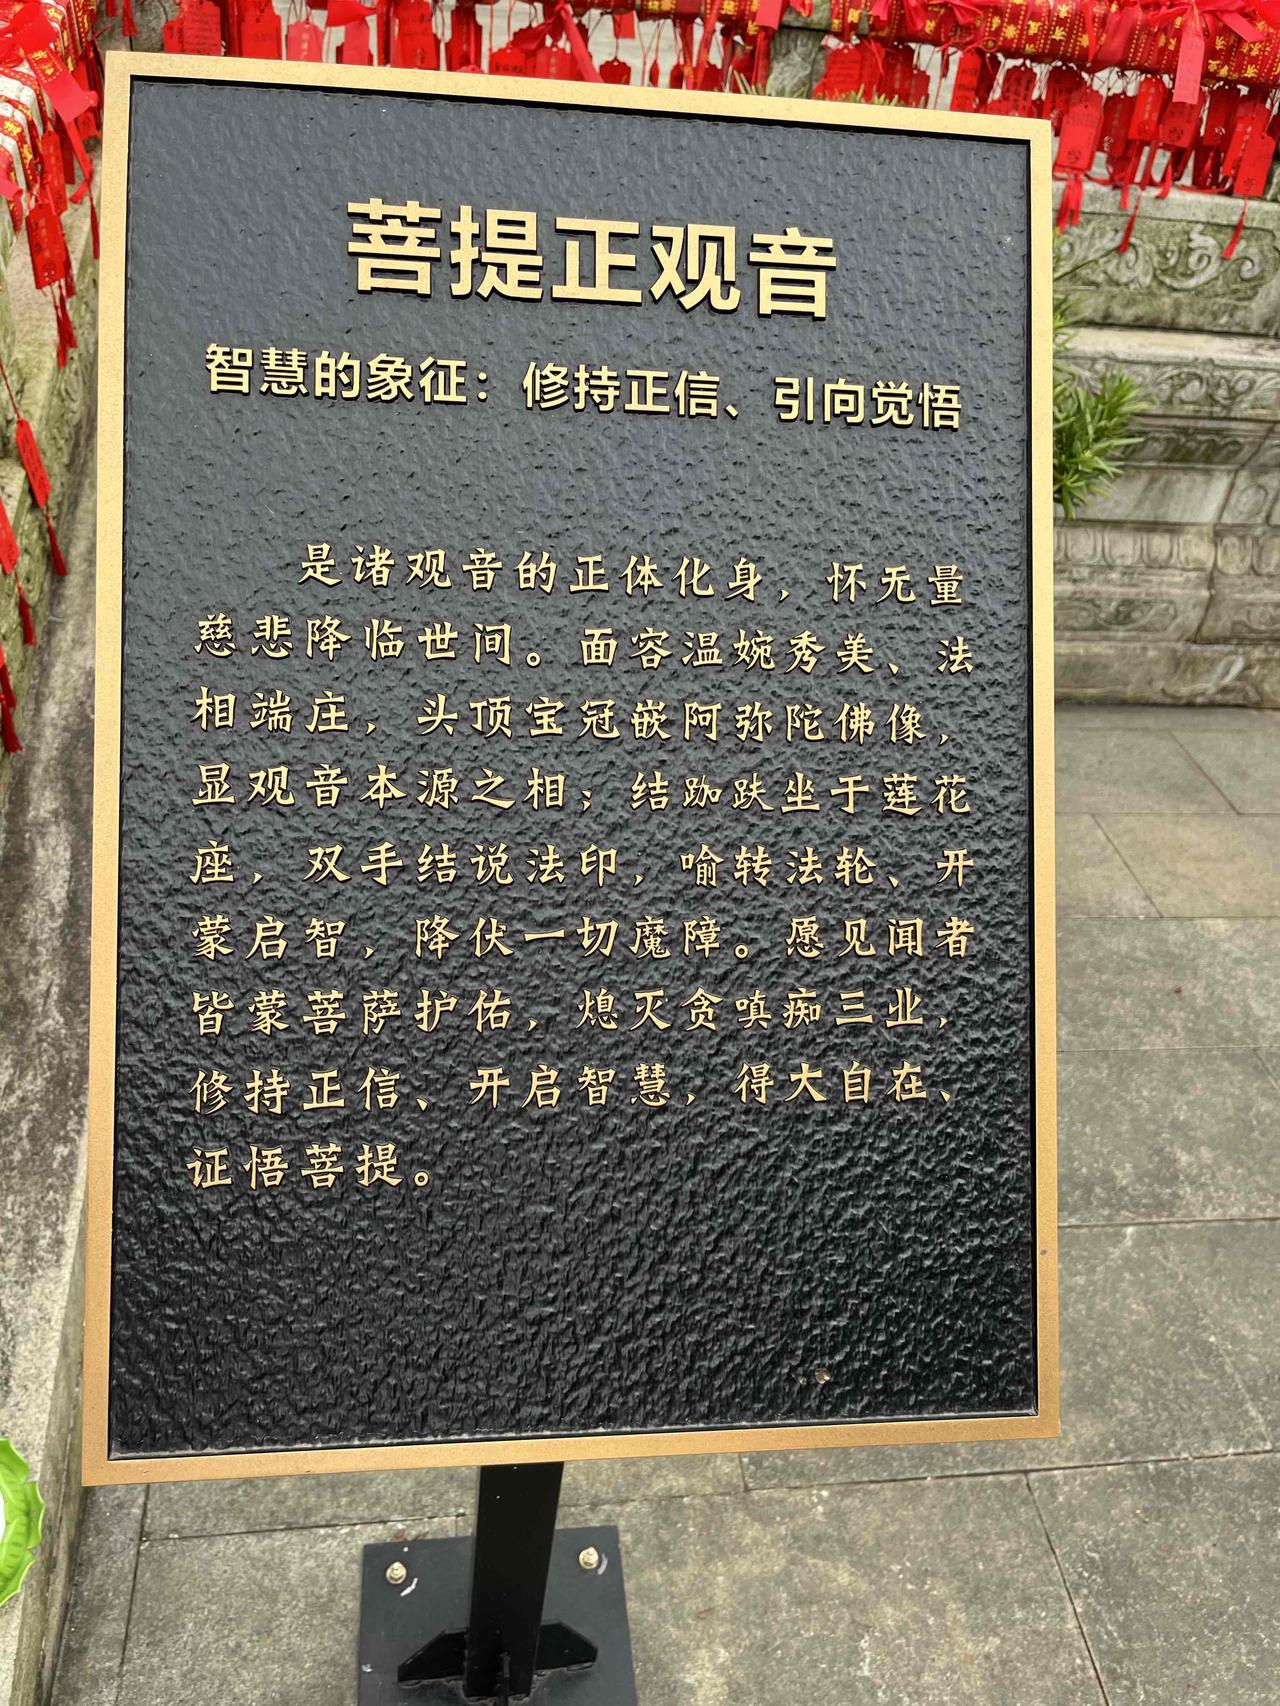 菩提正观音
智慧的象征：修持正信、引向觉悟
是诸观音的正体化身，怀无量
慈悲降临世间。面容温婉秀美、法
相端庄，头顶宝冠嵌阿弥陀佛像，
显观音本源之相；结跏趺坐于莲花
座，双手结说法印，喻转法轮、开
蒙启智，降伏一切魔障。愿见闻者
皆蒙菩萨护佑，熄灭贪嗔痴三业，
修持正信、开启智慧，得大自在、
证悟菩提。